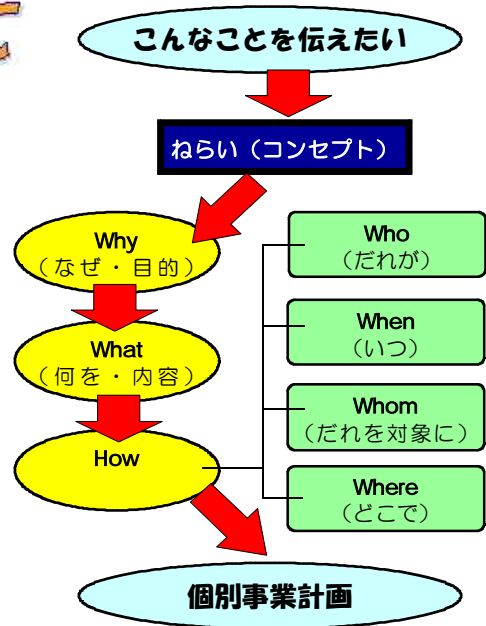 こんなことを伝えたい
ねらい（コンセプト）
Why
（なぜ・目的）
What
（何を・内容）
How
Who
（だれが）
When
（いつ）
Whom
（だれを対象に）
Where
（どこで）
個別事業計画